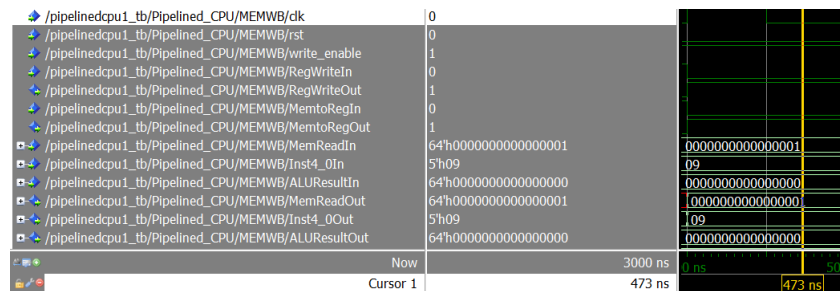 /pipelinedcpu1_tb/Pipelined_CPU/MEMWB/clk 0
/pipelinedcpu1_tb/Pipelined_CPU/MEMWB/rst 0
/pipelinedcpu1_tb/Pipelined_CPU/MEMWB/write_enable 1
/pipelinedcpu1_tb/Pipelined_CPU/MEMWB/RegWriteIn 0
/pipelinedcpu1_tb/Pipelined_CPU/MEMWB/RegWriteOut 1
/pipelinedcpu1_tb/Pipelined_CPU/MEMWB/MemtoRegIn 0
/pipelinedcpu1_tb/Pipelined_CPU/MEMWB/MemtoRegOut 1
/pipelinedcpu1_tb/Pipelined_CPU/MEMWB/MemReadIn 64'h0000000000000001 0000000000000001
/pipelinedcpu1_tb/Pipelined_CPU/MEMWB/Inst4_0In 5'h09 09
/pipelinedcpu1_tb/Pipelined_CPU/MEMWB/ALUResultIn 64'h0000000000000000 0000000000000000
/pipelinedcpu1_tb/Pipelined_CPU/MEMWB/MemReadOut 64'h0000000000000001 000000000000000
/pipelinedcpu1_tb/Pipelined_CPU/MEMWB/Inst4_0Out 5'h09 09
/pipelinedcpu1_tb/Pipelined_CPU/MEMWB/ALUResultOut 64'h0000000000000000 0000000000000000
Now 3000 ns 0 ns
Cursor 1 473 ns 473 ns